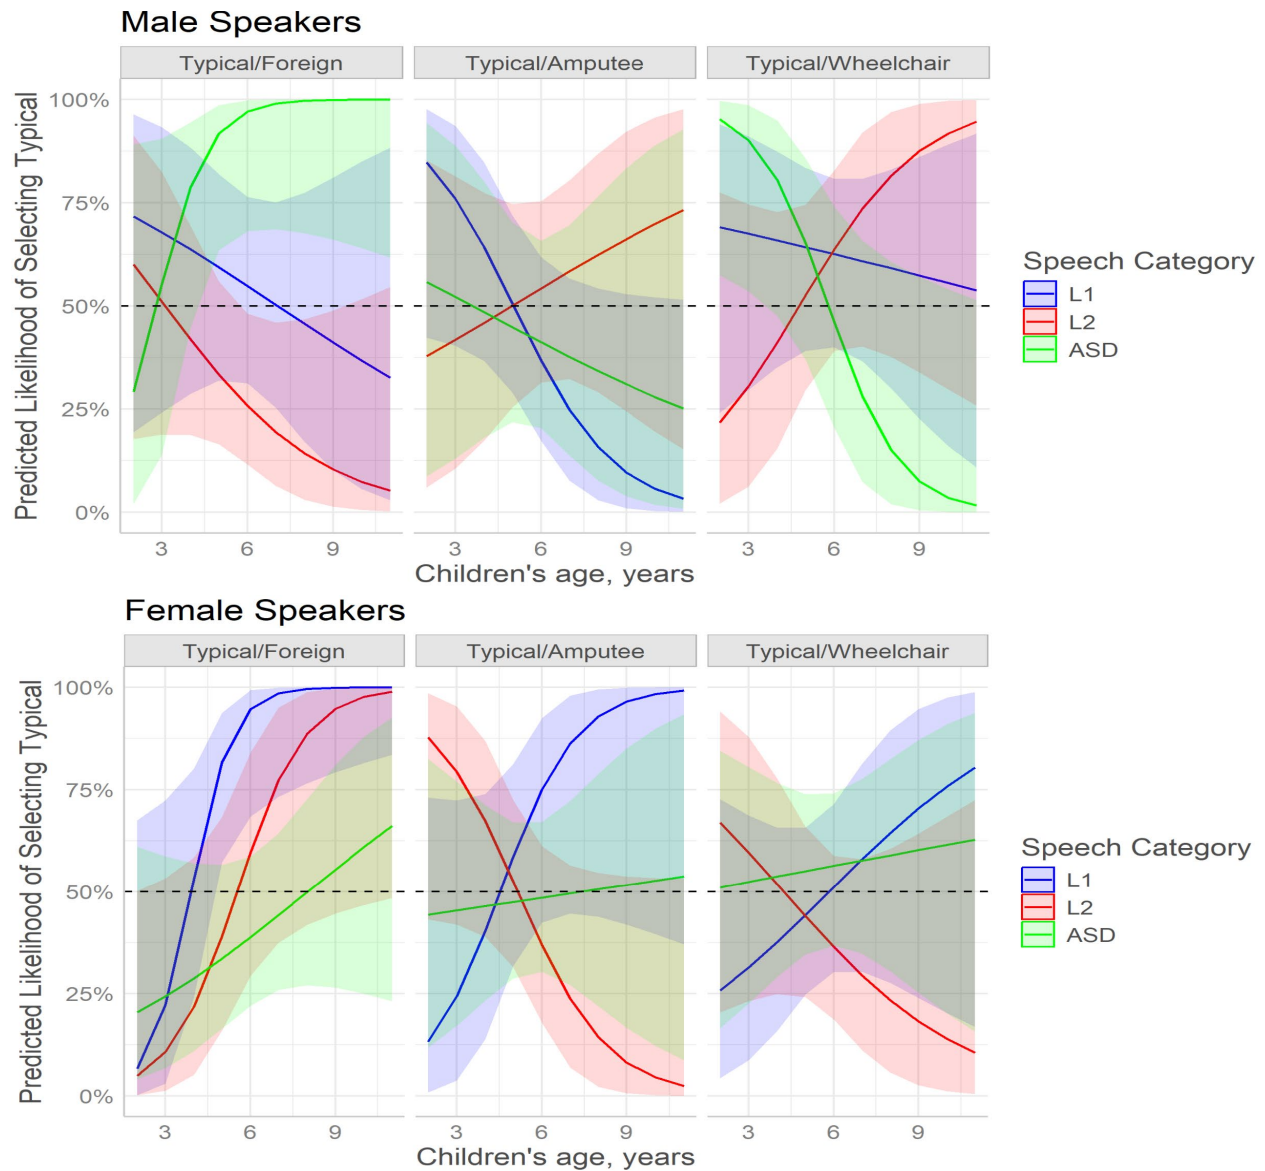 Male Speakers
Typical/Foreign
Typical/Amputee
Typical/Wheelchair
Predicted Likelihood of Selecting Typical
100%
75%
50%
25%
0%
3 6 9
3 6 9
3 6 9
Children's age, years
Speech Category
L1
L2
ASD
Female Speakers
Typical/Foreign
Typical/Amputee
Typical/Wheelchair
Predicted Likelihood of Selecting Typical
100%
75%
50%
25%
0%
3 6 9
3 6 9
3 6 9
Children's age, years
Speech Category
L1
L2
ASD